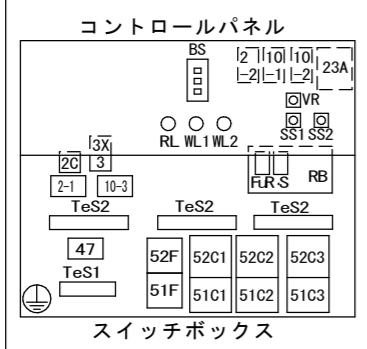 コントロールパネル
BS
2 -2
10 -1
10 -2
23A
VR
RL WL1 WL2
SS1 SS2
3X
2C
3
FuR·S
RB
2-1
10-3
TeS2
TeS2
TeS2
47
52F
52C1
52C2
52C3
TeS1
51F
51C1
51C2
51C3
スイッチボックス